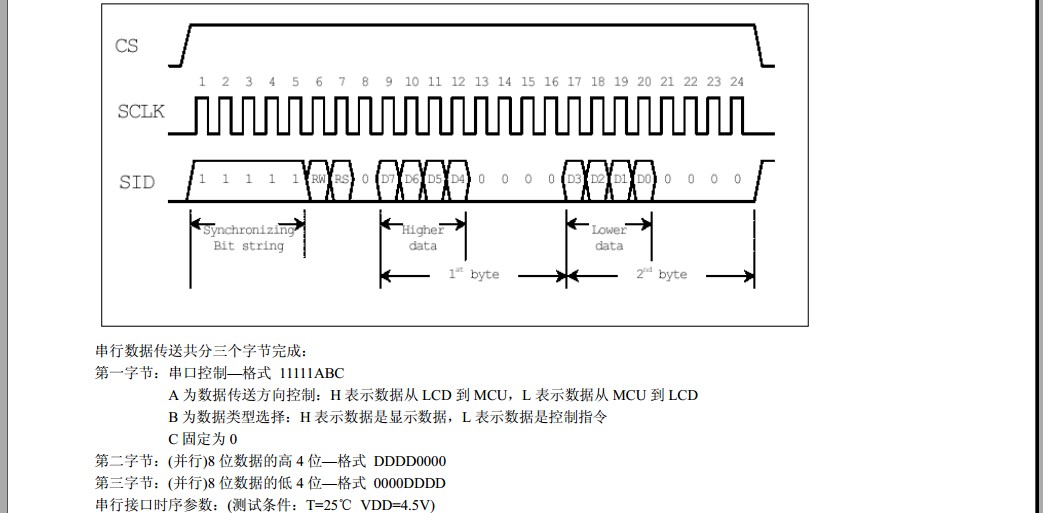 CS
1 2 3 4 5 6 7 8 9 10 11 12 13 14 15 16 17 18 19 20 21 22 23 24
SCLK
SID 1 1 1 1 1 RW RS 0 D7 D6 D5 D4 0 0 0 0 D3 D2 D1 D0 0 0 0 0
Synchronizing Higher Lower
Bit string data data
1st byte 2nd byte
串行数据传送共分三个字节完成：
第一字节：串口控制—格式 11111ABC
A 为数据传送方向控制：H 表示数据从 LCD 到 MCU，L 表示数据从 MCU 到 LCD
B 为数据类型选择：H 表示数据是显示数据，L 表示数据是控制指令
C 固定为 0
第二字节：(并行)8 位数据的高 4 位—格式 DDDD0000
第三字节：(并行)8 位数据的低 4 位—格式 0000DDDD
串行接口时序参数：(测试条件：T=25℃ VDD=4.5V)